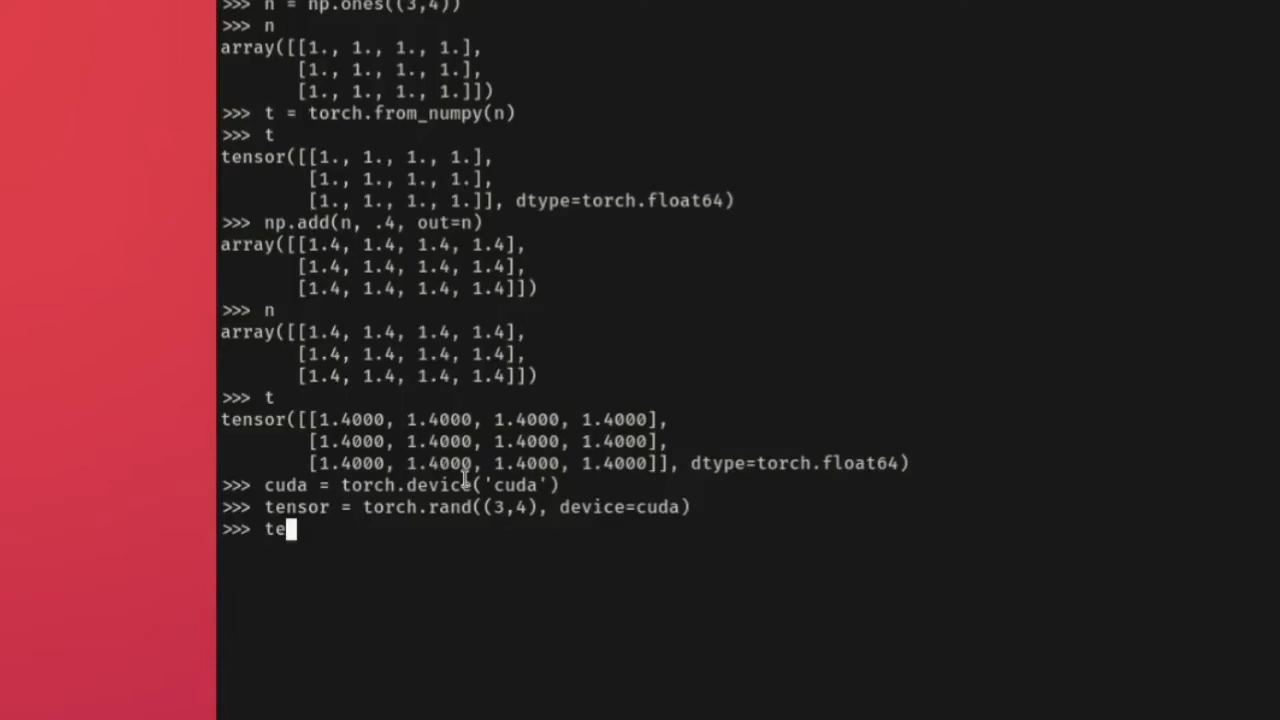 >>> n = np.ones((3,4))
>>> n
array([[1., 1., 1., 1.],
       [1., 1., 1., 1.],
       [1., 1., 1., 1.]])
>>> t = torch.from_numpy(n)
>>> t
tensor([[1., 1., 1., 1.],
        [1., 1., 1., 1.],
        [1., 1., 1., 1.]], dtype=torch.float64)
>>> np.add(n, .4, out=n)
array([[1.4, 1.4, 1.4, 1.4],
       [1.4, 1.4, 1.4, 1.4],
       [1.4, 1.4, 1.4, 1.4]])
>>> n
array([[1.4, 1.4, 1.4, 1.4],
       [1.4, 1.4, 1.4, 1.4],
       [1.4, 1.4, 1.4, 1.4]])
>>> t
tensor([[1.4000, 1.4000, 1.4000, 1.4000],
        [1.4000, 1.4000, 1.4000, 1.4000],
        [1.4000, 1.4000, 1.4000, 1.4000]], dtype=torch.float64)
>>> cuda = torch.device('cuda')
>>> tensor = torch.rand((3,4), device=cuda)
>>> te